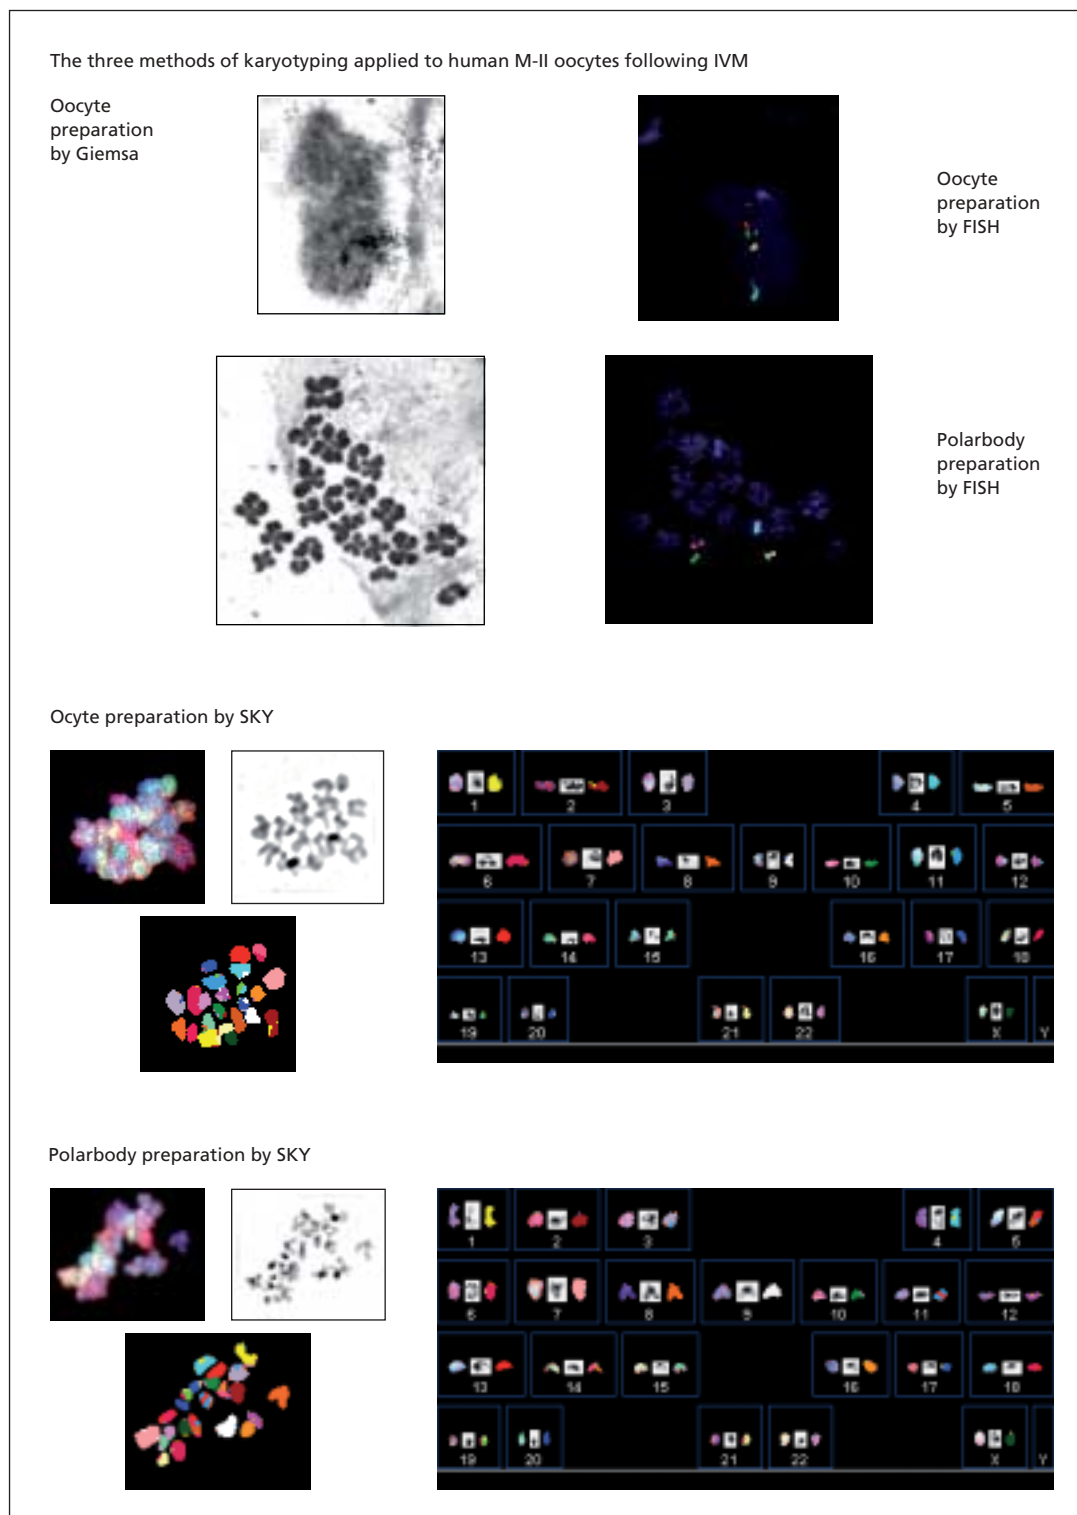 The three methods of karyotyping applied to human M-II oocytes following IVM
Oocyte
preparation
by Giemsa
Oocyte
preparation
by FISH
Polarbody
preparation
by FISH
Ocyte preparation by SKY
1 2 3 4 5
6 7 8 9 10 11 12
13 14 15 16 17 18
19 20 21 22 X Y
Polarbody preparation by SKY
1 2 3 4 5
6 7 8 9 10 11 12
13 14 15 16 17 18
19 20 21 22 X Y